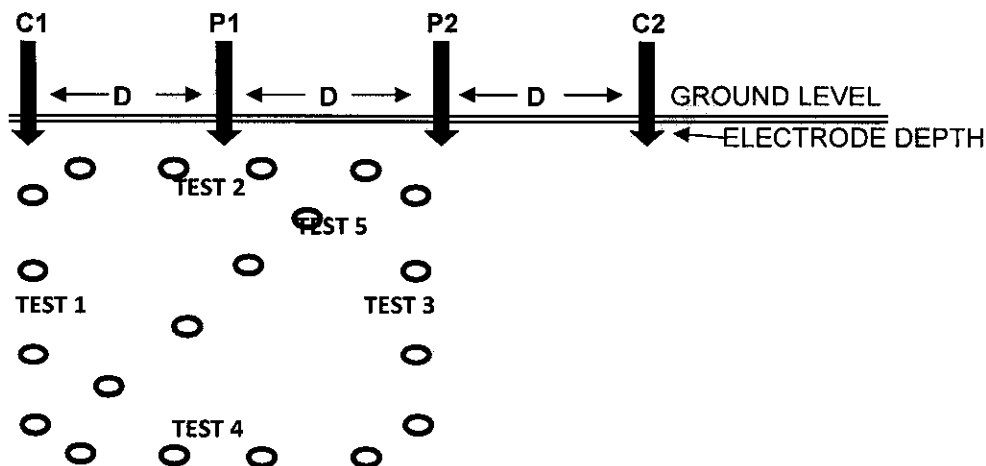 C1 P1 P2 C2
D D D
GROUND LEVEL
ELECTRODE DEPTH
TEST 2
TEST 5
TEST 1 TEST 3
TEST 4